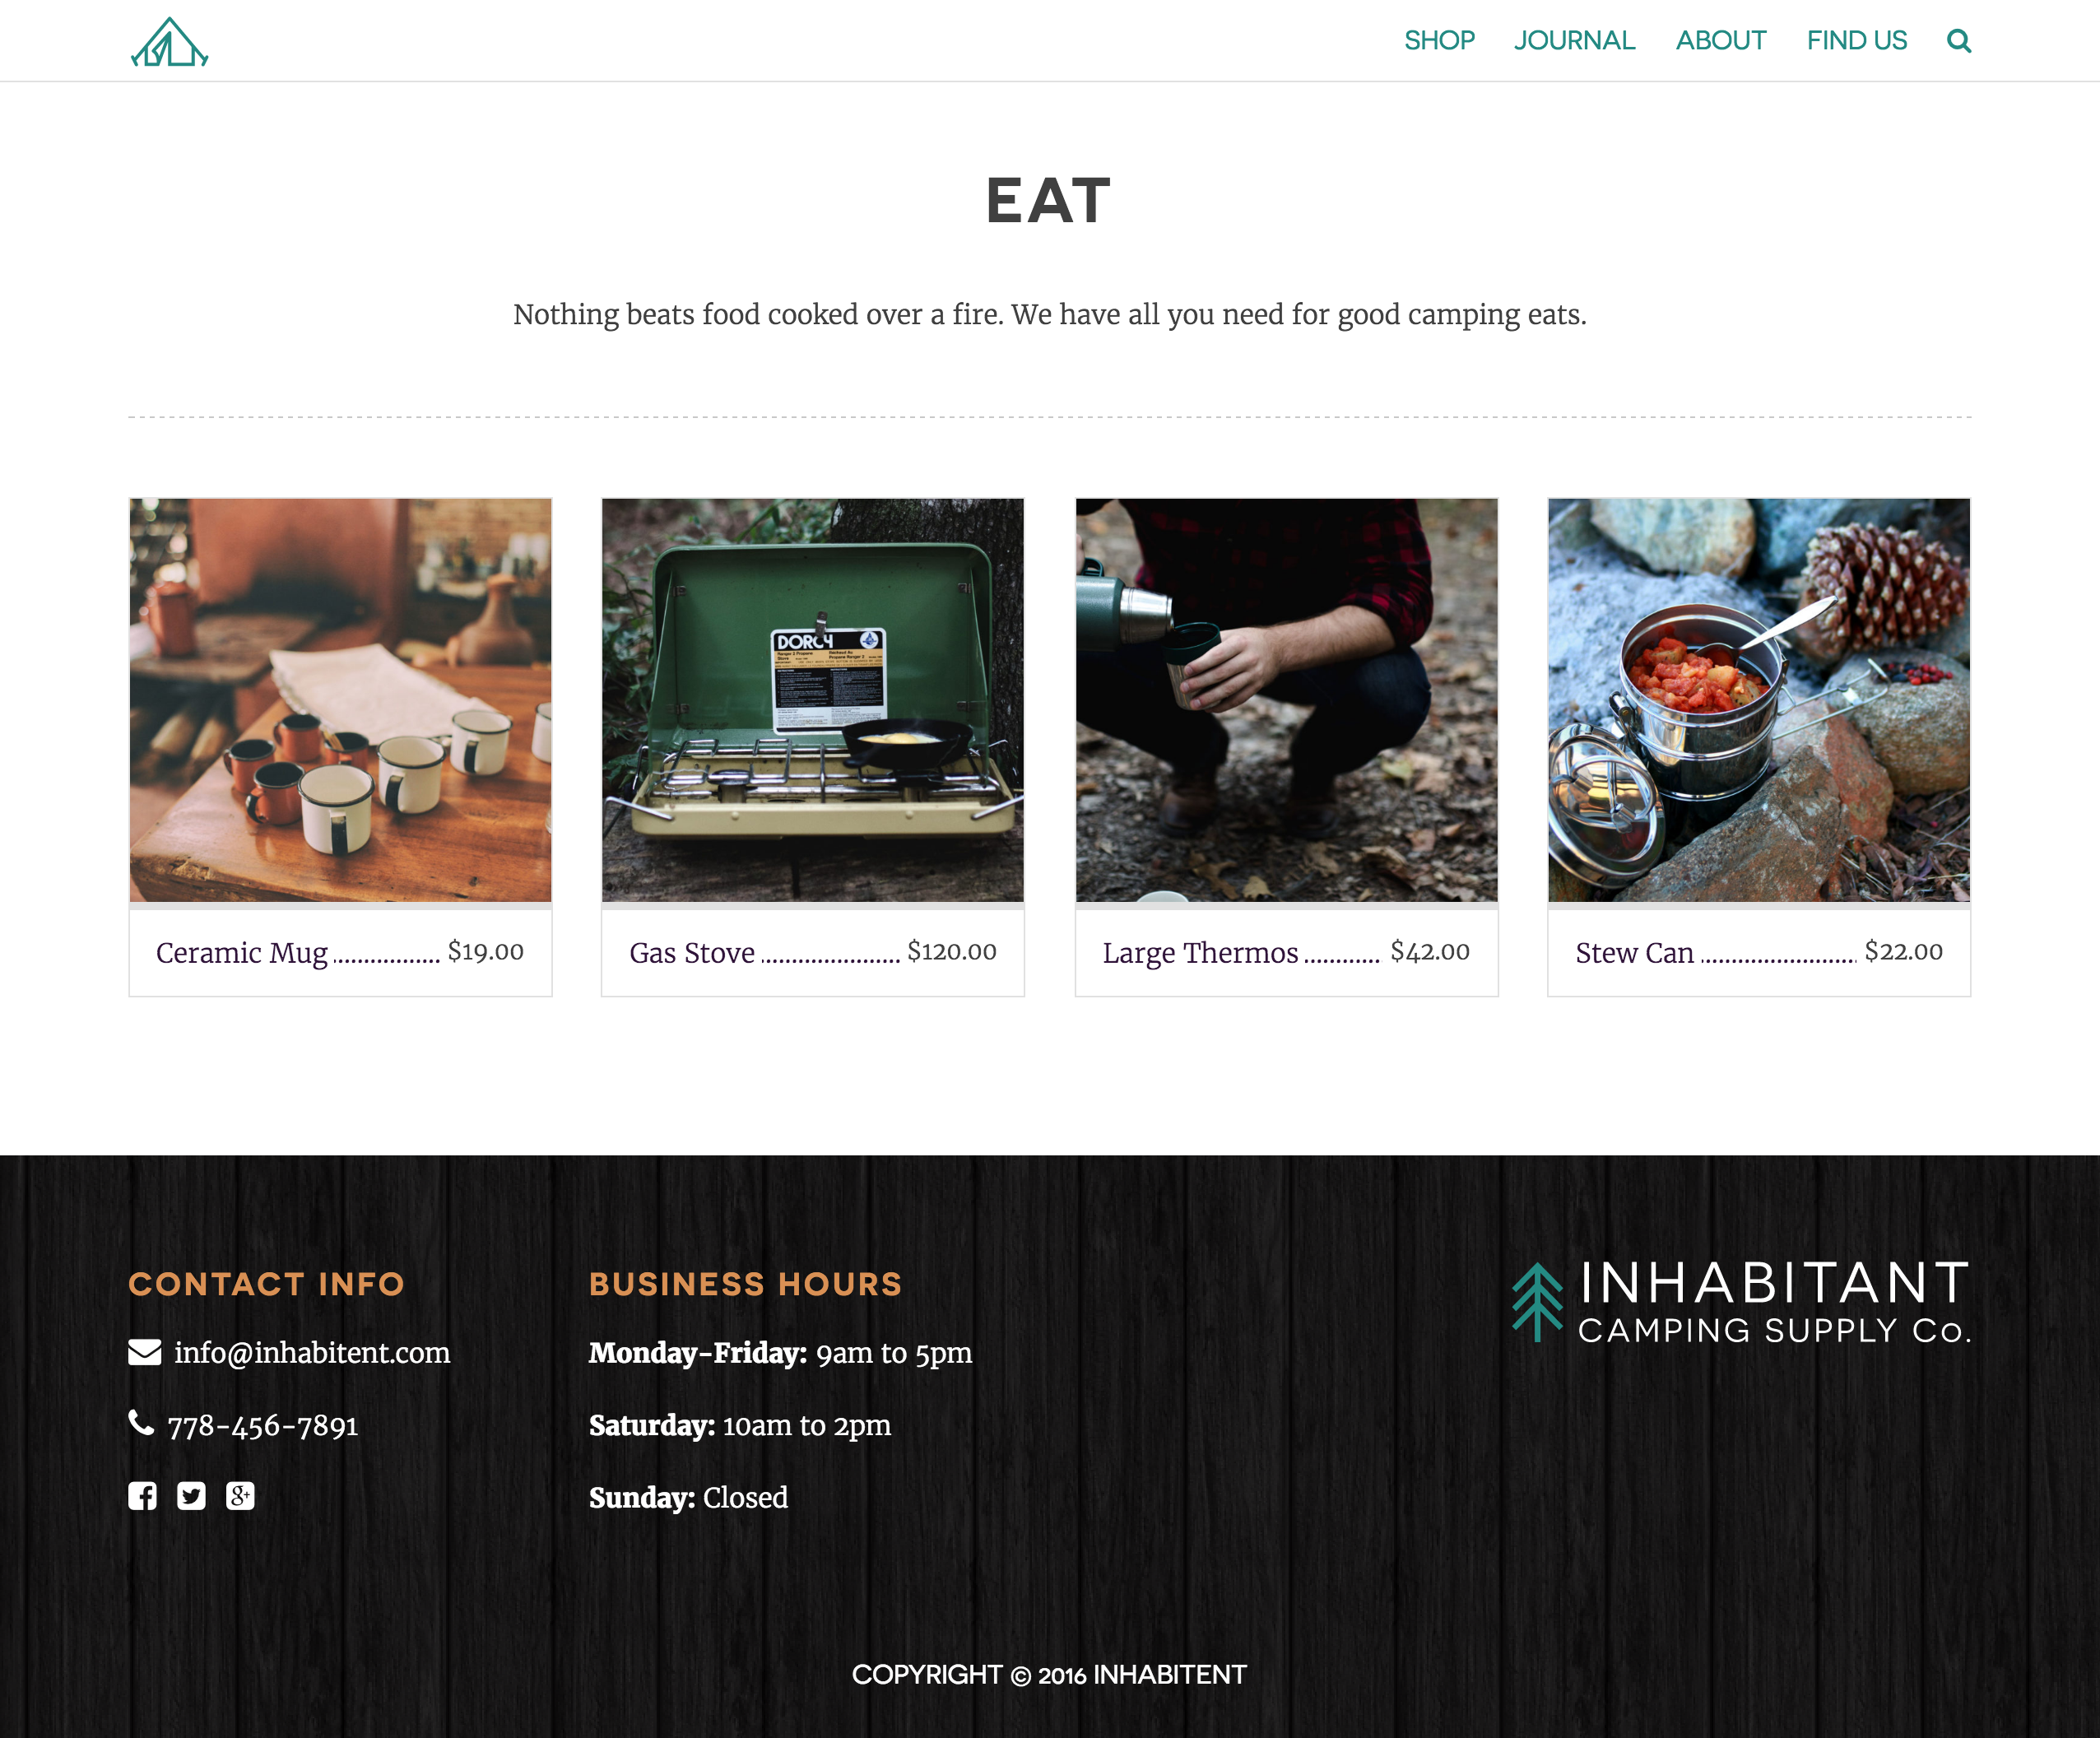 SHOP JOURNAL ABOUT FIND US
EAT
Nothing beats food cooked over a fire. We have all you need for good camping eats.
DORCY
Ceramic Mug ................ $19.00
Gas Stove ..................... $120.00
Large Thermos ............ $42.00
Stew Can ....................... $22.00
CONTACT INFO
info@inhabitent.com
778-456-7891
BUSINESS HOURS
Monday-Friday: 9am to 5pm
Saturday: 10am to 2pm
Sunday: Closed
INHABITANT
CAMPING SUPPLY Co.
COPYRIGHT © 2016 INHABITENT